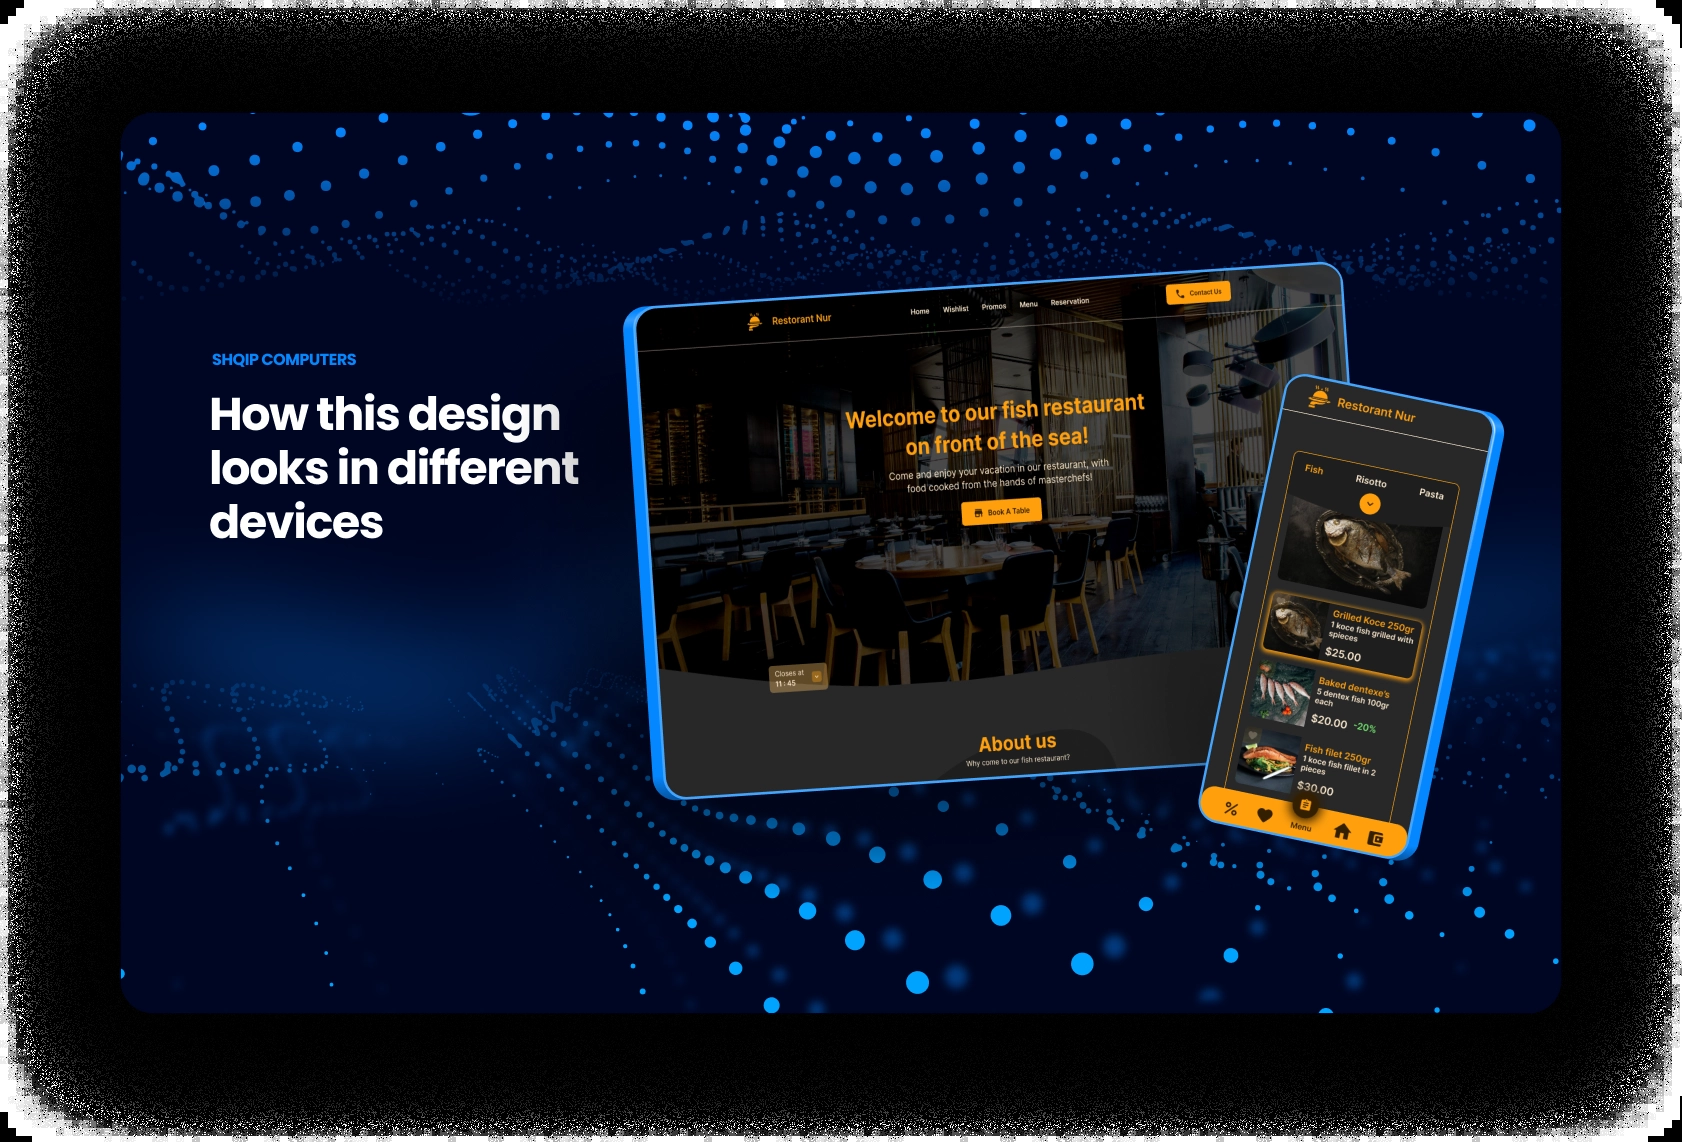 SHQIP COMPUTERS
How this design
looks in different
devices
Restorant Nur
Home Wishlist Promos Menu Reservation
Contact Us
Welcome to our fish restaurant
on front of the sea!
Come and enjoy your vacation in our restaurant, with
food cooked from the hands of masterchefs!
Book A Table
Closes at
11:45
About us
Why come to our fish restaurant?
Restorant Nur
Fish Risotto Pasta
Grilled Koce 250gr
1 koce fish grilled with
spieces
$25.00
Baked dentexe's
5 dentex fish 100gr
each
$20.00 -20%
Fish filet 250gr
1 koce fish fillet in 2
pieces
$30.00
Menu